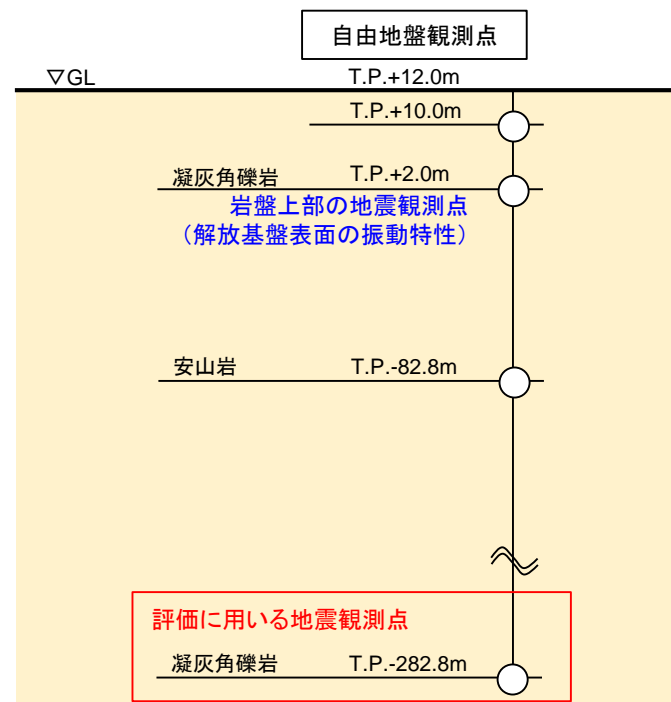 自由地盤観測点
▽GL T.P.+12.0m
T.P.+10.0m
凝灰角礫岩 T.P.+2.0m
岩盤上部の地震観測点
（解放基盤表面の振動特性）
安山岩 T.P.-82.8m
評価に用いる地震観測点
凝灰角礫岩 T.P.-282.8m